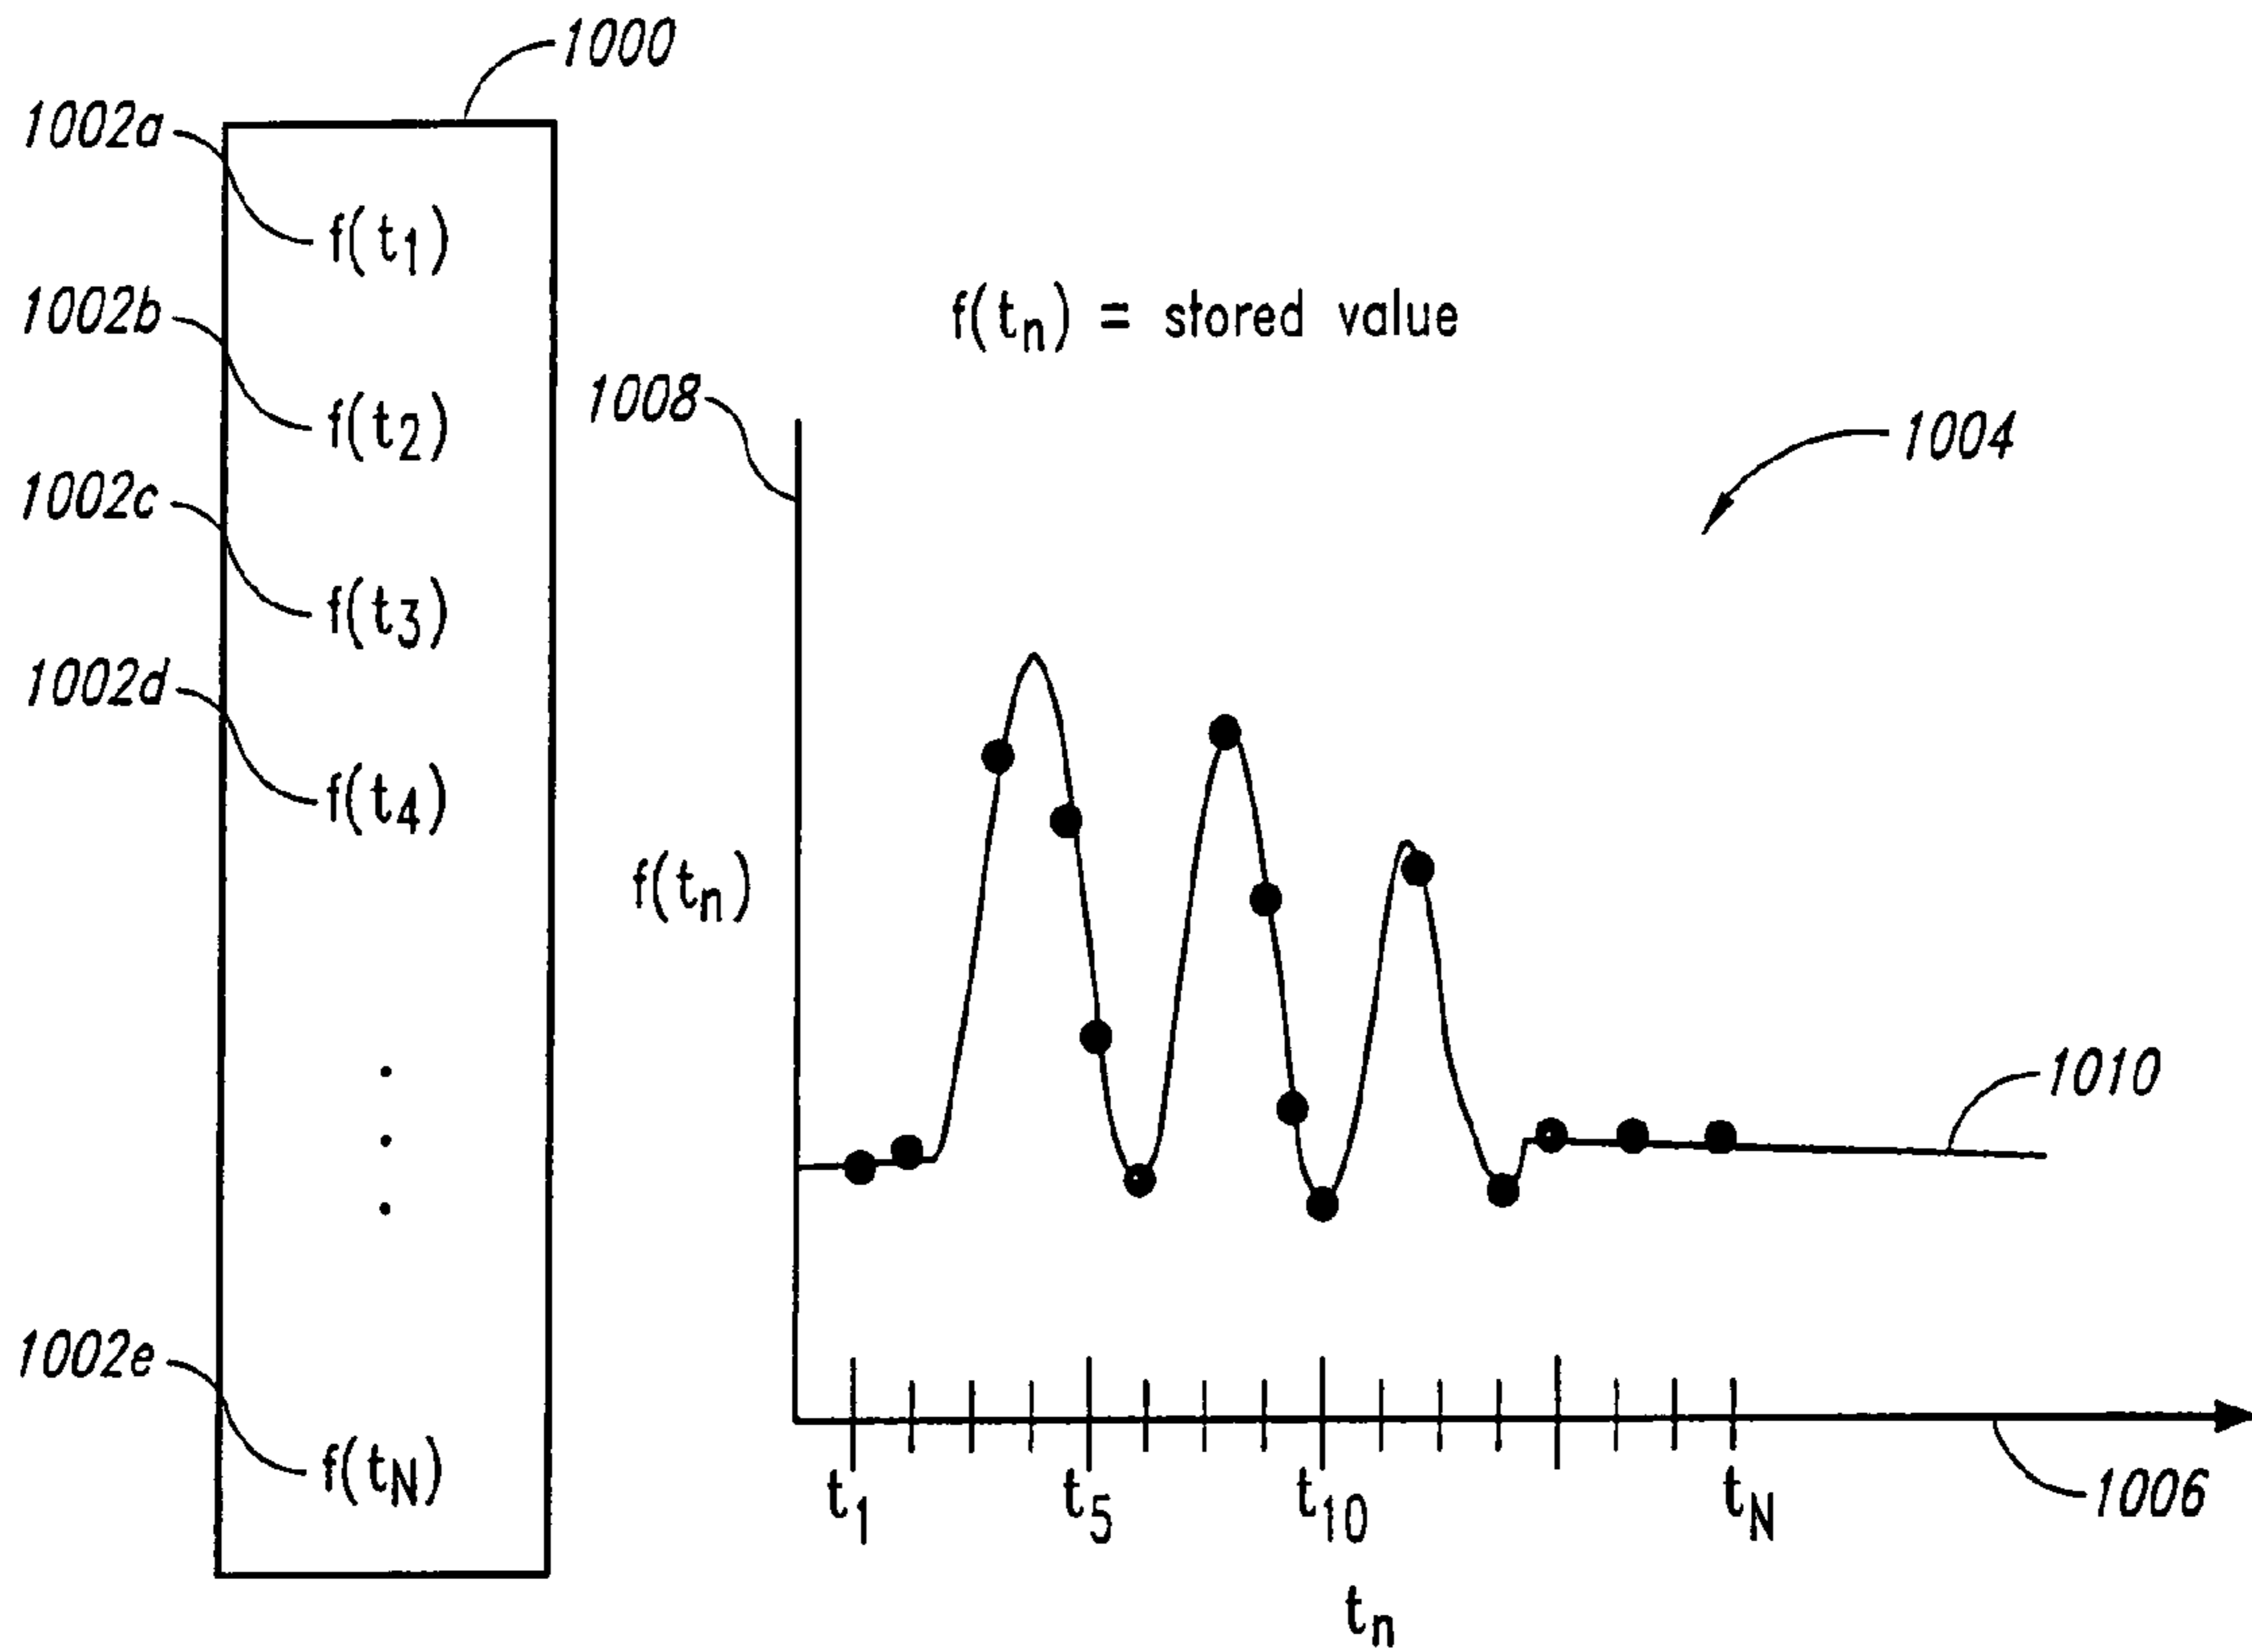 1000
1002a
f(t1)
1002b
f(tn) = stored value
f(t2)
1008
1004
1002c
f(t3)
1002d
f(t4)
f(tn)
1010
1002e
f(tN)
t1 t5 t10 tN
1006
tn